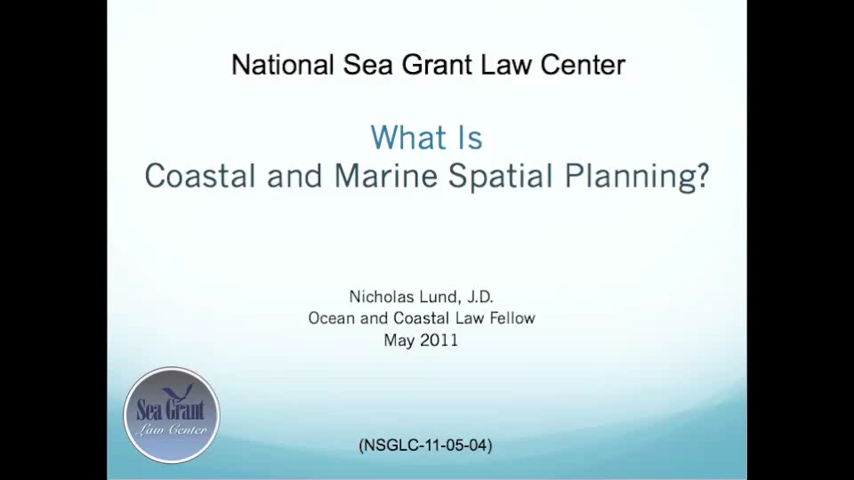 National Sea Grant Law Center
What Is
Coastal and Marine Spatial Planning?
Nicholas Lund, J.D.
Ocean and Coastal Law Fellow
May 2011
Sea Grant
Law Center
(NSGLC-11-05-04)